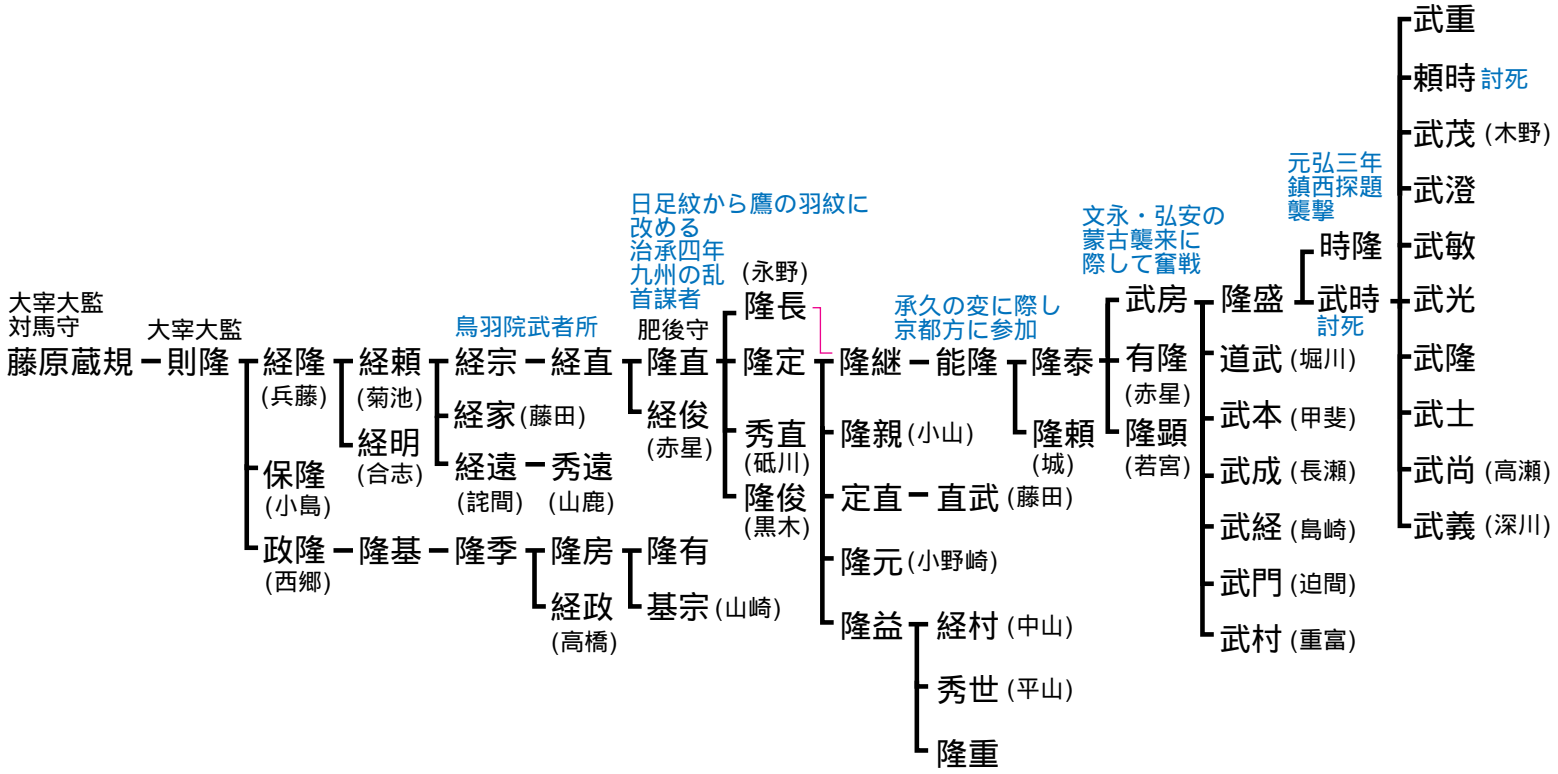 大宰大監
対馬守
藤原蔵規
大宰大監
則隆
経隆
(兵藤)
保隆
(小島)
政隆
(西郷)
経頼
(菊池)
経明
(合志)
隆基
鳥羽院武者所
経宗
経家 (藤田)
経遠
(詫間)
隆季
経直
秀遠
(山鹿)
隆房
経政
(高橋)
日足紋から鷹の羽紋に
改める
治承四年
九州の乱
首謀者
肥後守
隆直
経俊
(赤星)
隆有
基宗 (山崎)
(永野)
隆長
隆定
秀直
(砥川)
隆俊
(黒木)
隆継
隆親 (小山)
定直
隆元 (小野崎)
隆益
承久の変に際し
京都方に参加
能隆
直武 (藤田)
経村 (中山)
秀世 (平山)
隆重
隆泰
隆頼
(城)
文永・弘安の
蒙古襲来に
際して奮戦
武房
有隆
(赤星)
隆顕
(若宮)
隆盛
道武 (堀川)
武本 (甲斐)
武成 (長瀬)
武経 (島崎)
武門 (迫間)
武村 (重富)
元弘三年
鎮西探題
襲撃
時隆
武時
討死
武重
頼時 討死
武茂 (木野)
武澄
武敏
武光
武隆
武士
武尚 (高瀬)
武義 (深川)